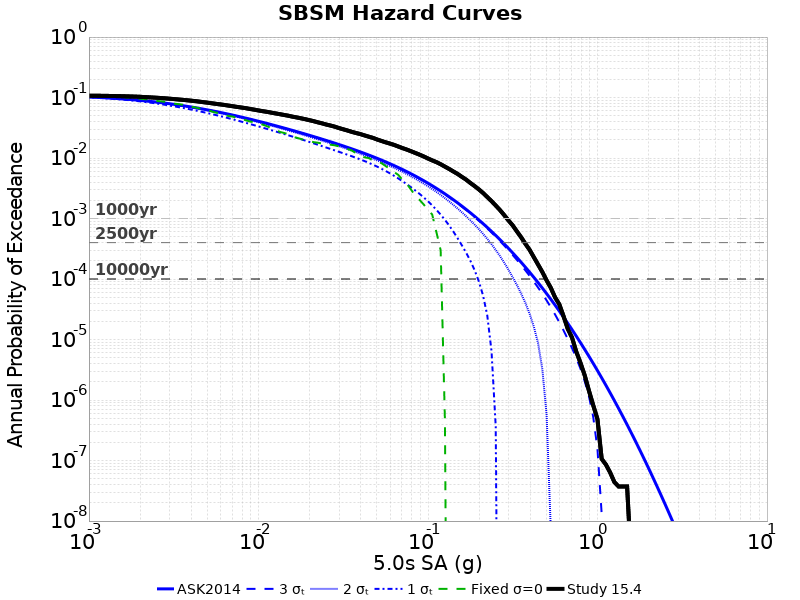 SBSM Hazard Curves
Annual Probability of Exceedance
10^0
10^-1
10^-2
10^-3
10^-4
10^-5
10^-6
10^-7
10^-8
1000yr
2500yr
10000yr
10^-3 10^-2 10^-1 10^0 10^1
5.0s SA (g)
ASK2014 3 σₜ 2 σₜ 1 σₜ Fixed σ=0 Study 15.4